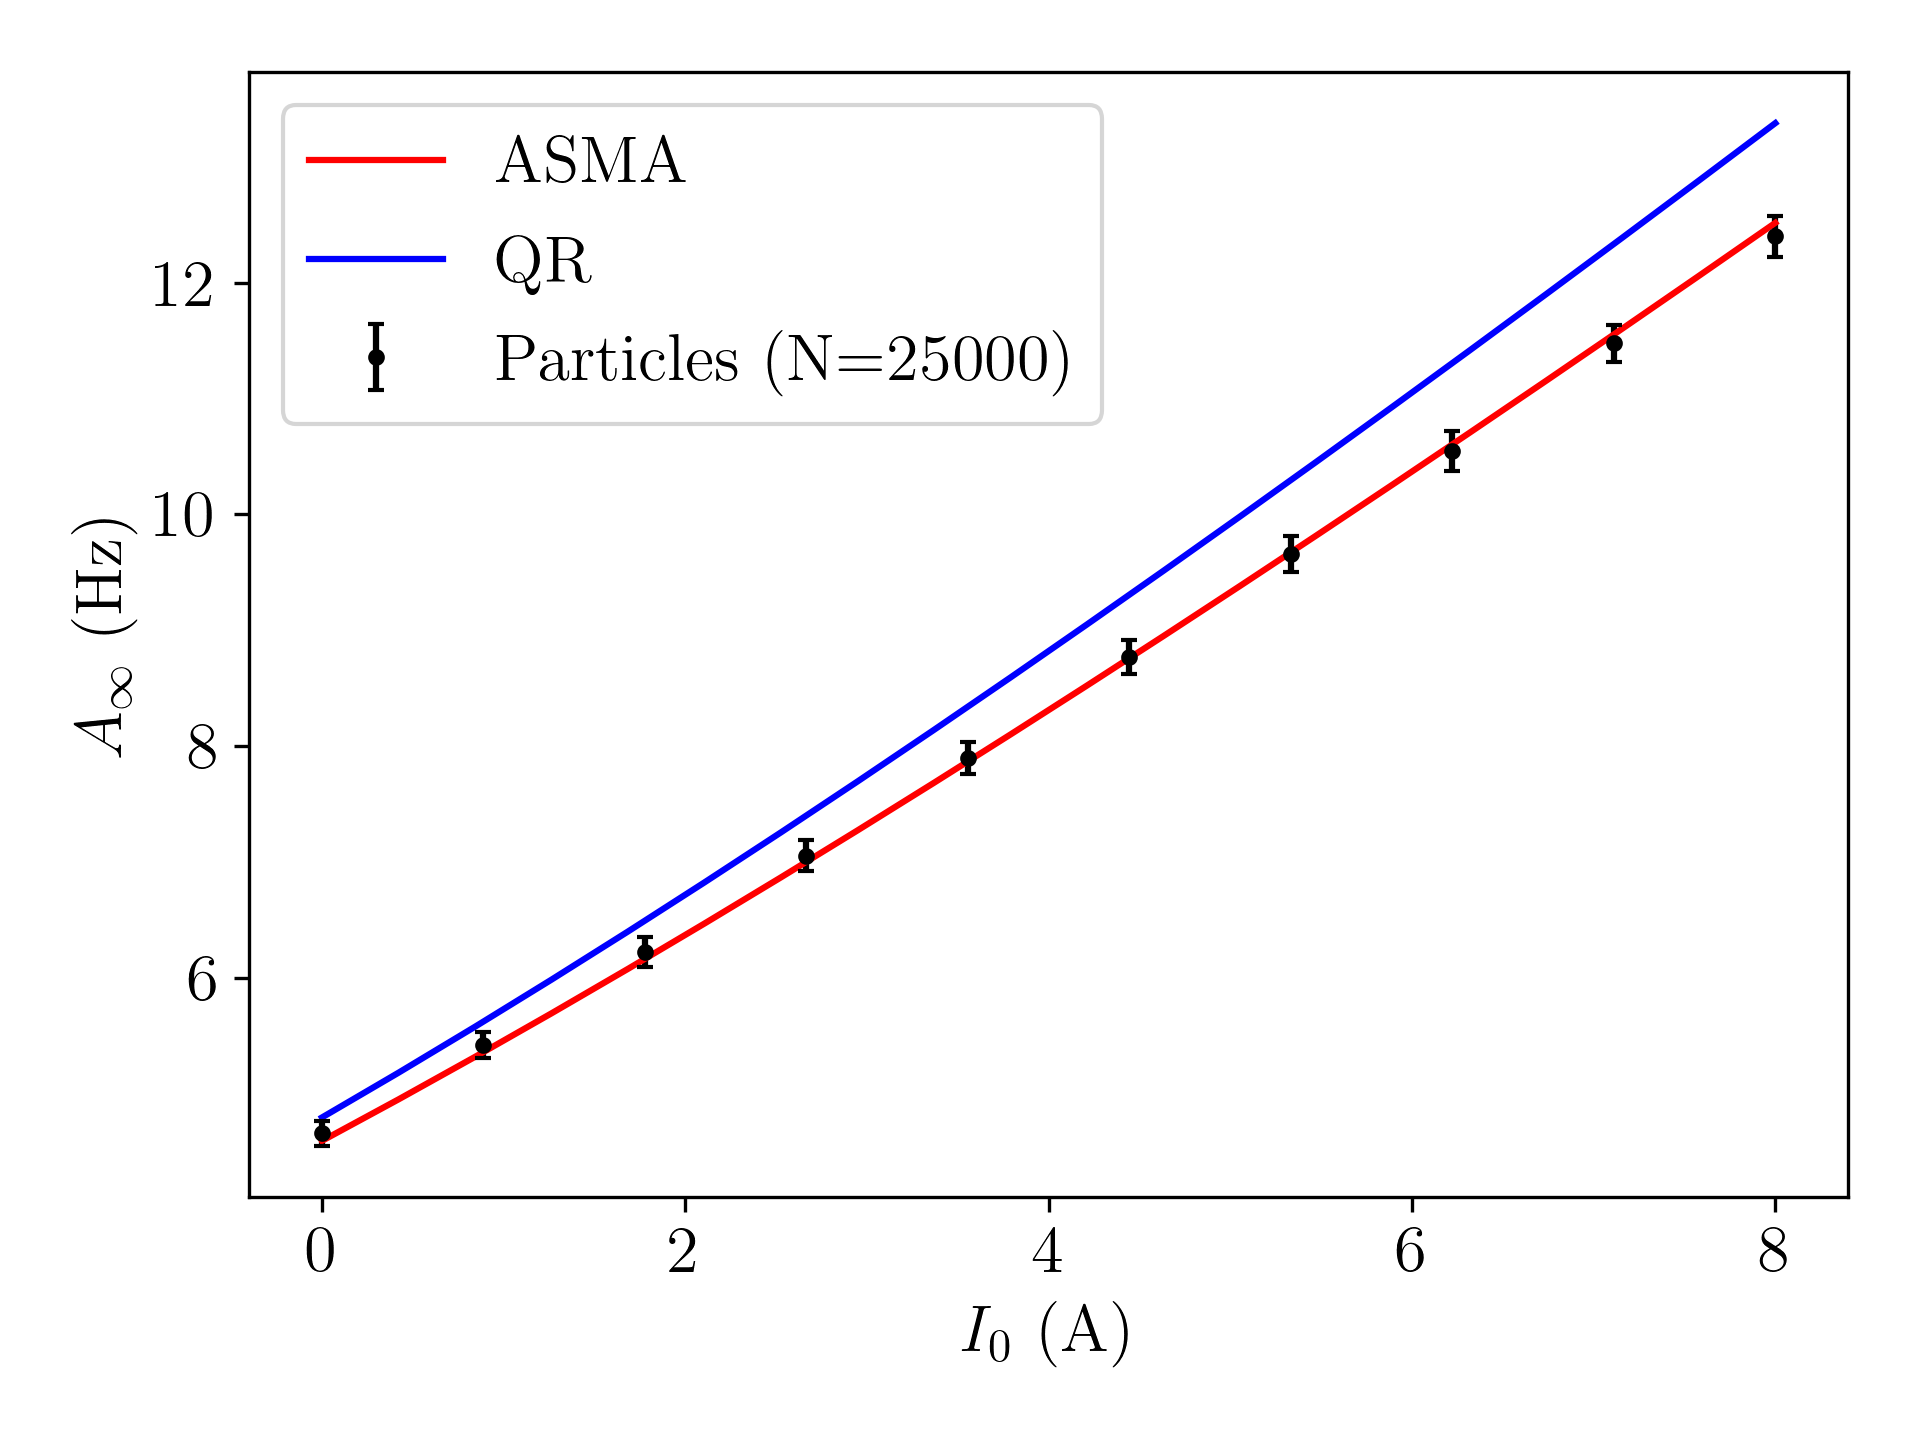 ASMA
QR
Particles (N=25000)
12
10
8
6
A∞ (Hz)
0 2 4 6 8
I₀ (A)